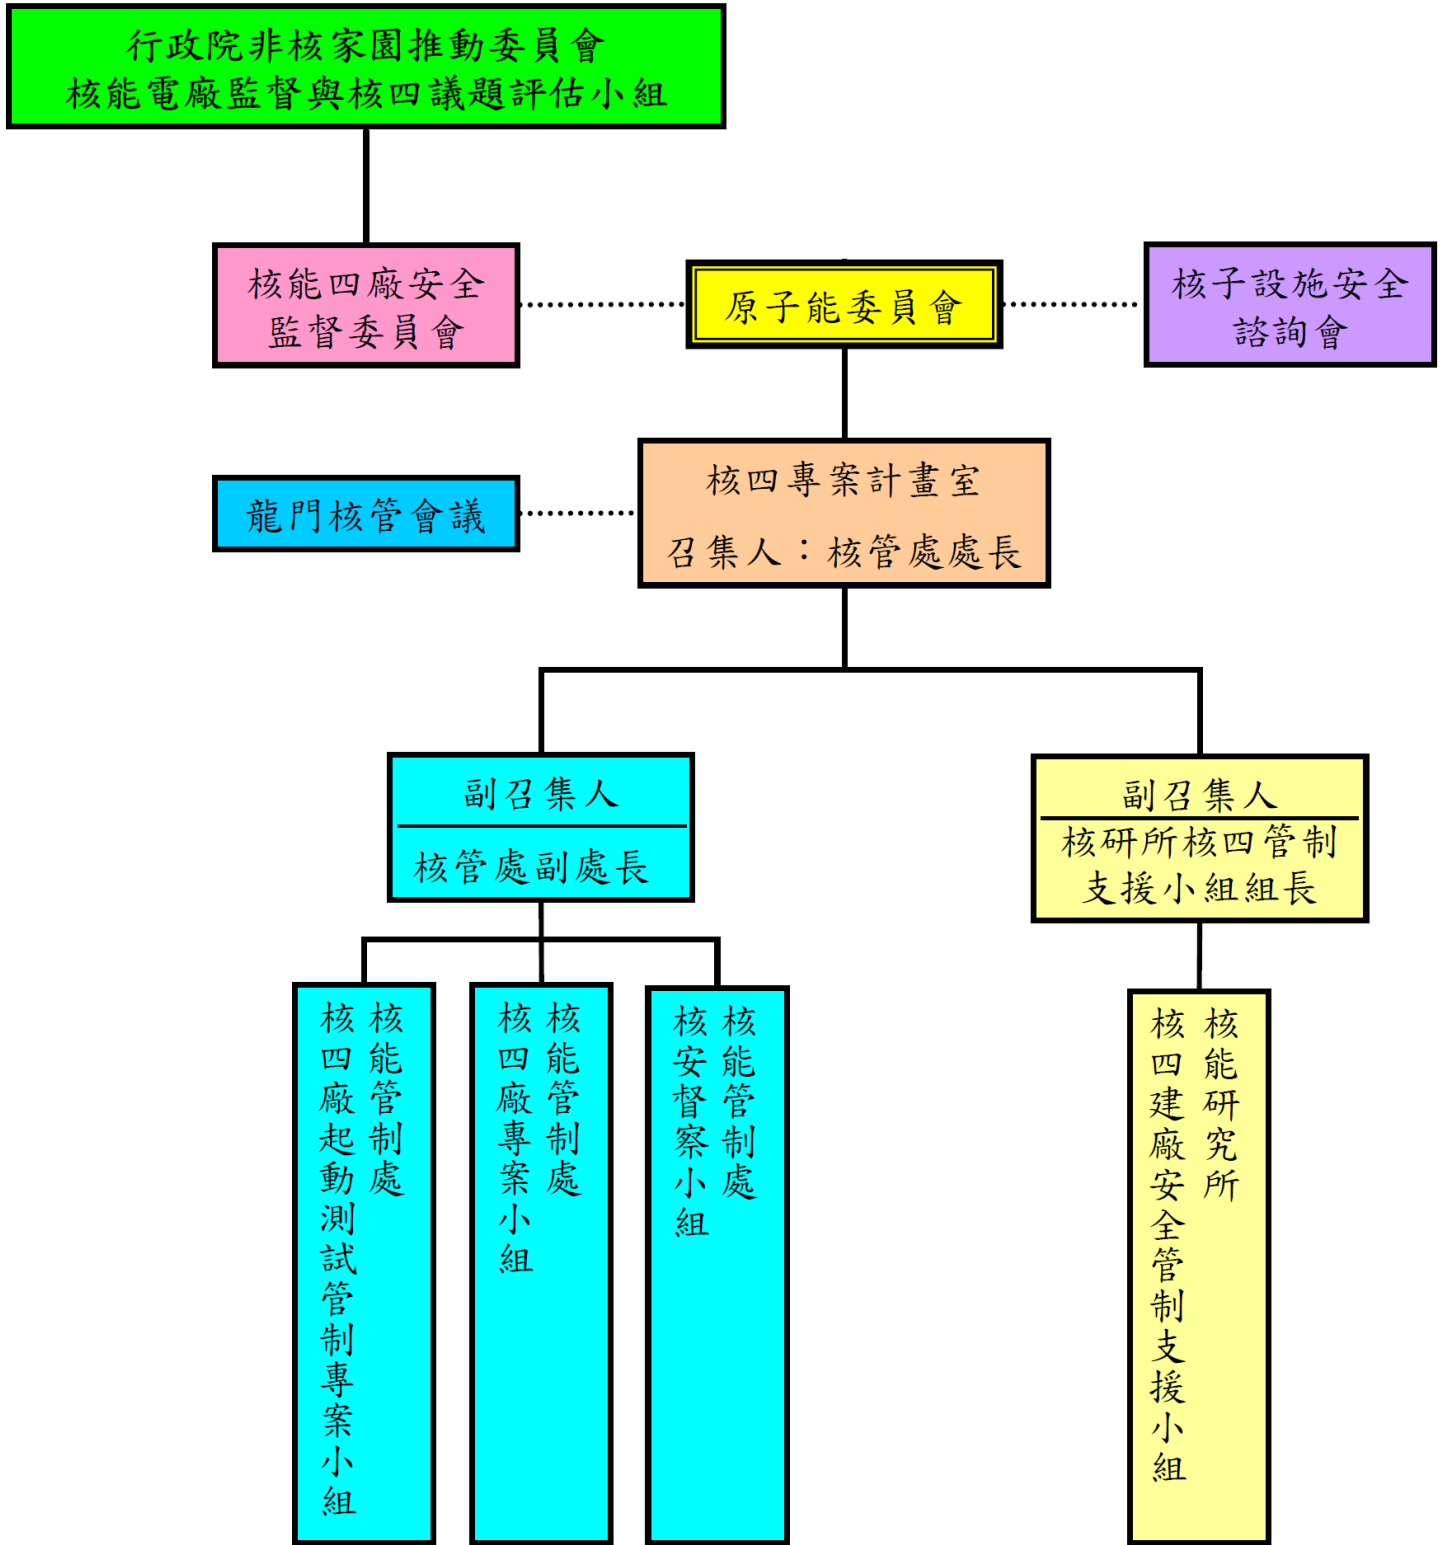 行政院非核家園推動委員會
核能電廠監督與核四議題評估小組
核能四廠安全
監督委員會
原子能委員會
核子設施安全
諮詢會
龍門核管會議
核四專案計畫室
召集人：核管處處長
副召集人
核管處副處長
副召集人
核研所核四管制
支援小組組長
核能管制處
核四廠起動測試管制專案小組
核能管制處
核四廠專案小組
核能管制處
核安督察小組
核能研究所
核四建廠安全管制支援小組